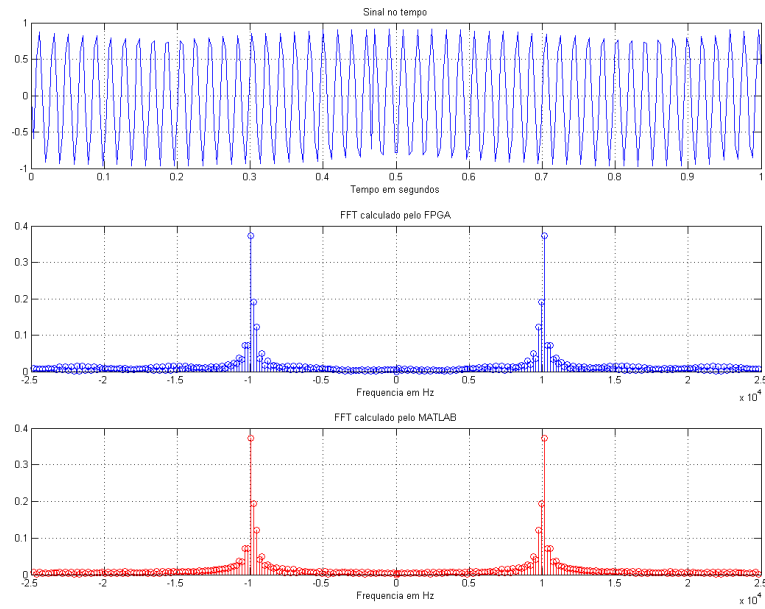 Sinal no tempo
1
0.5
0
-0.5
-1
0 0.1 0.2 0.3 0.4 0.5 0.6 0.7 0.8 0.9 1
Tempo em segundos
FFT calculado pelo FPGA
0.4
0.3
0.2
0.1
0
-2.5 -2 -1.5 -1 -0.5 0 0.5 1 1.5 2 2.5
Frequencia em Hz
x 10^4
FFT calculado pelo MATLAB
0.4
0.3
0.2
0.1
0
-2.5 -2 -1.5 -1 -0.5 0 0.5 1 1.5 2 2.5
Frequencia em Hz
x 10^4